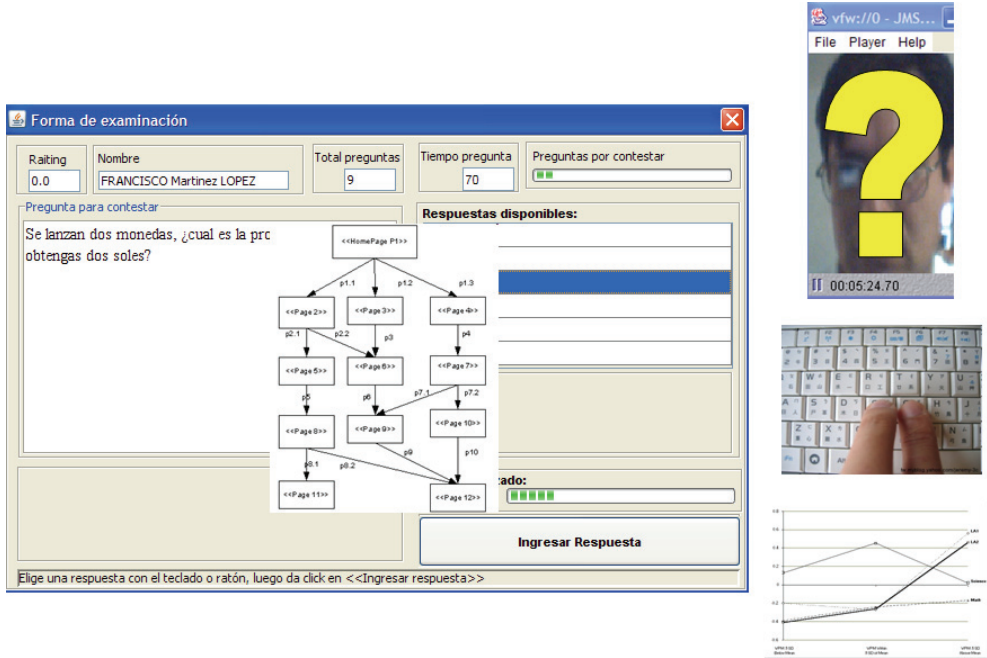 Forma de examinación
Raiting
0.0
Nombre
FRANCISCO Martinez LOPEZ
Total preguntas
9
Tiempo pregunta
70
Preguntas por contestar
Pregunta para contestar
Se lanzan dos monedas, ¿cual es la
obtengas dos soles?
Respuestas disponibles:
<<HomePage P1>>
p1.1 p1.2 p1.3
<<Page 2>> <<Page 3>> <<Page 4>>
p2.1 p2.2 p3 p4
<<Page 5>> <<Page 6>> <<Page 7>>
p5 p6 p7.1 p7.2
<<Page 8>> <<Page 9>> <<Page 10>>
p8.1 p8.2 p9 p10
<<Page 11>> <<Page 12>>
Ingresar Respuesta
Elige una respuesta con el teclado o ratón, luego da click en <<Ingresar respuesta>>
vfw://0 - JMS...
File Player Help
00:05:24.70
LA1
LA2
Science
Math